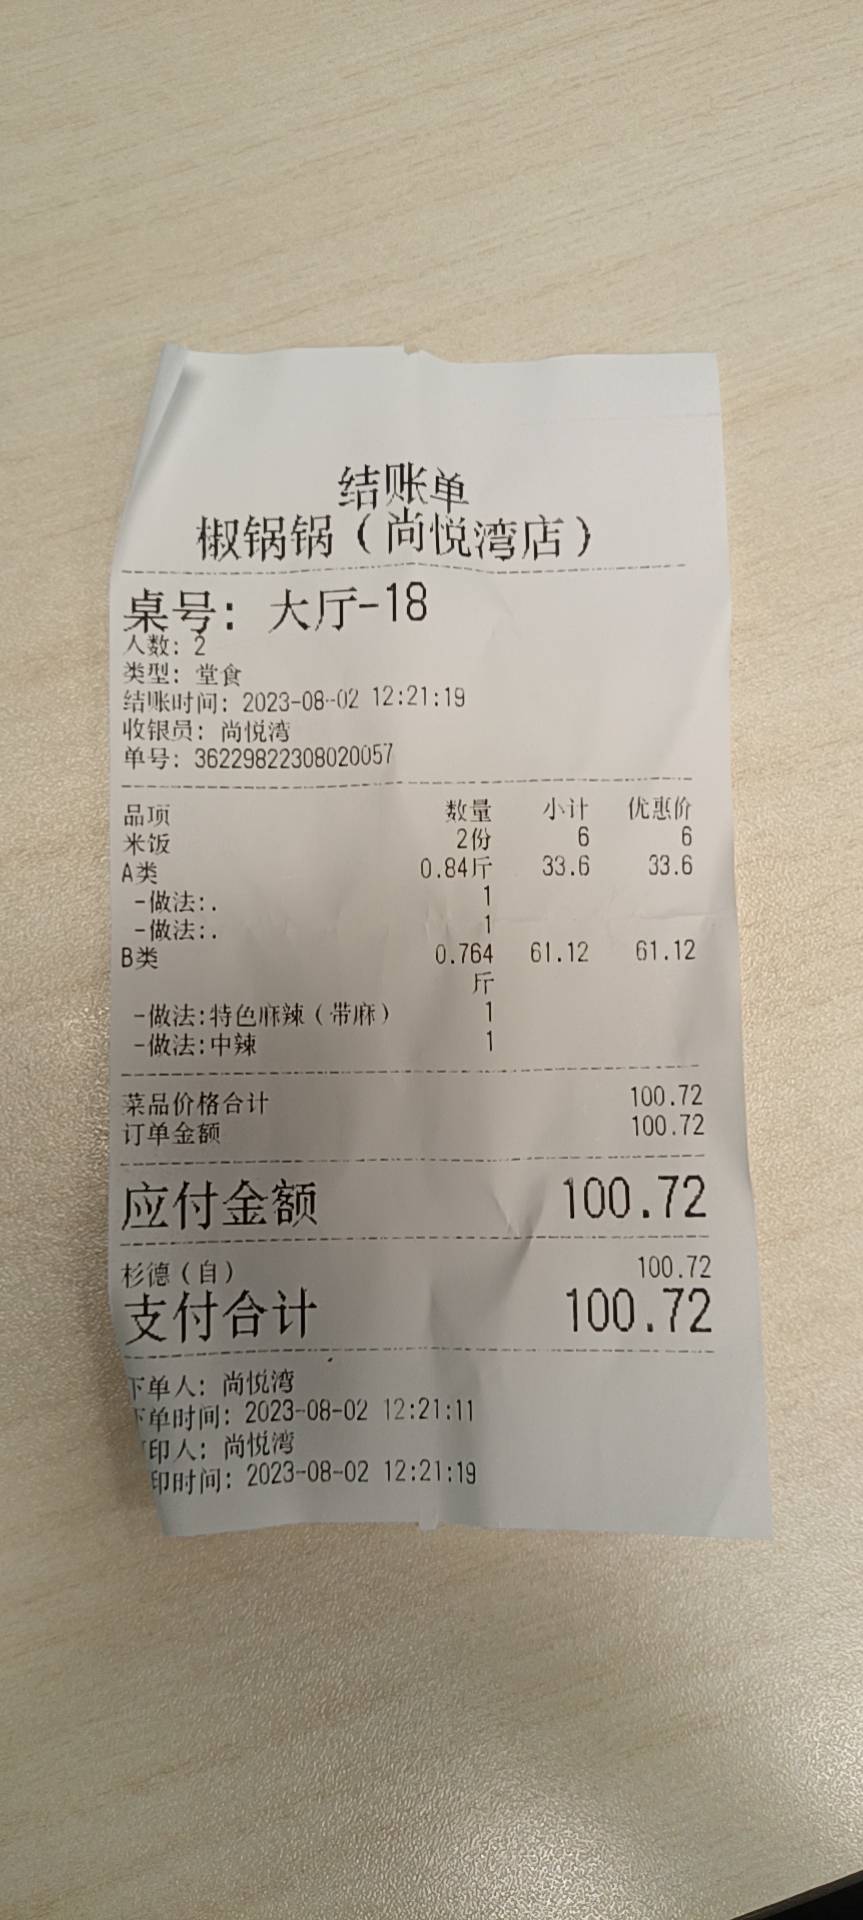 结账单
椒锅锅（尚悦湾店）
桌号: 大厅-18
人数: 2
类型: 堂食
结账时间: 2023-08-02 12:21:19
收银员: 尚悦湾
单号: 36229822308020057
品项 数量 小计 优惠价
米饭 2份 6 6
A类 0.84斤 33.6 33.6
-做法:. 1
-做法:. 1
B类 0.764 61.12 61.12
斤
-做法:特色麻辣（带麻） 1
-做法:中辣 1
菜品价格合计 100.72
订单金额 100.72
应付金额 100.72
杉德（自） 100.72
支付合计 100.72
下单人: 尚悦湾
下单时间: 2023-08-02 12:21:11
印人: 尚悦湾
印时间: 2023-08-02 12:21:19